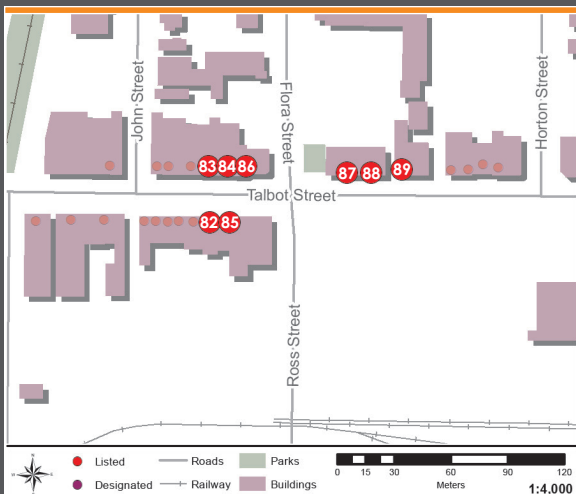 John Street
Flora Street
Horton Street
83 84 86
87 88 89
Talbot Street
82 85
Ross Street
Listed
Designated
Roads
Railway
Parks
Buildings
0 15 30 60 90 120
Meters
1:4,000